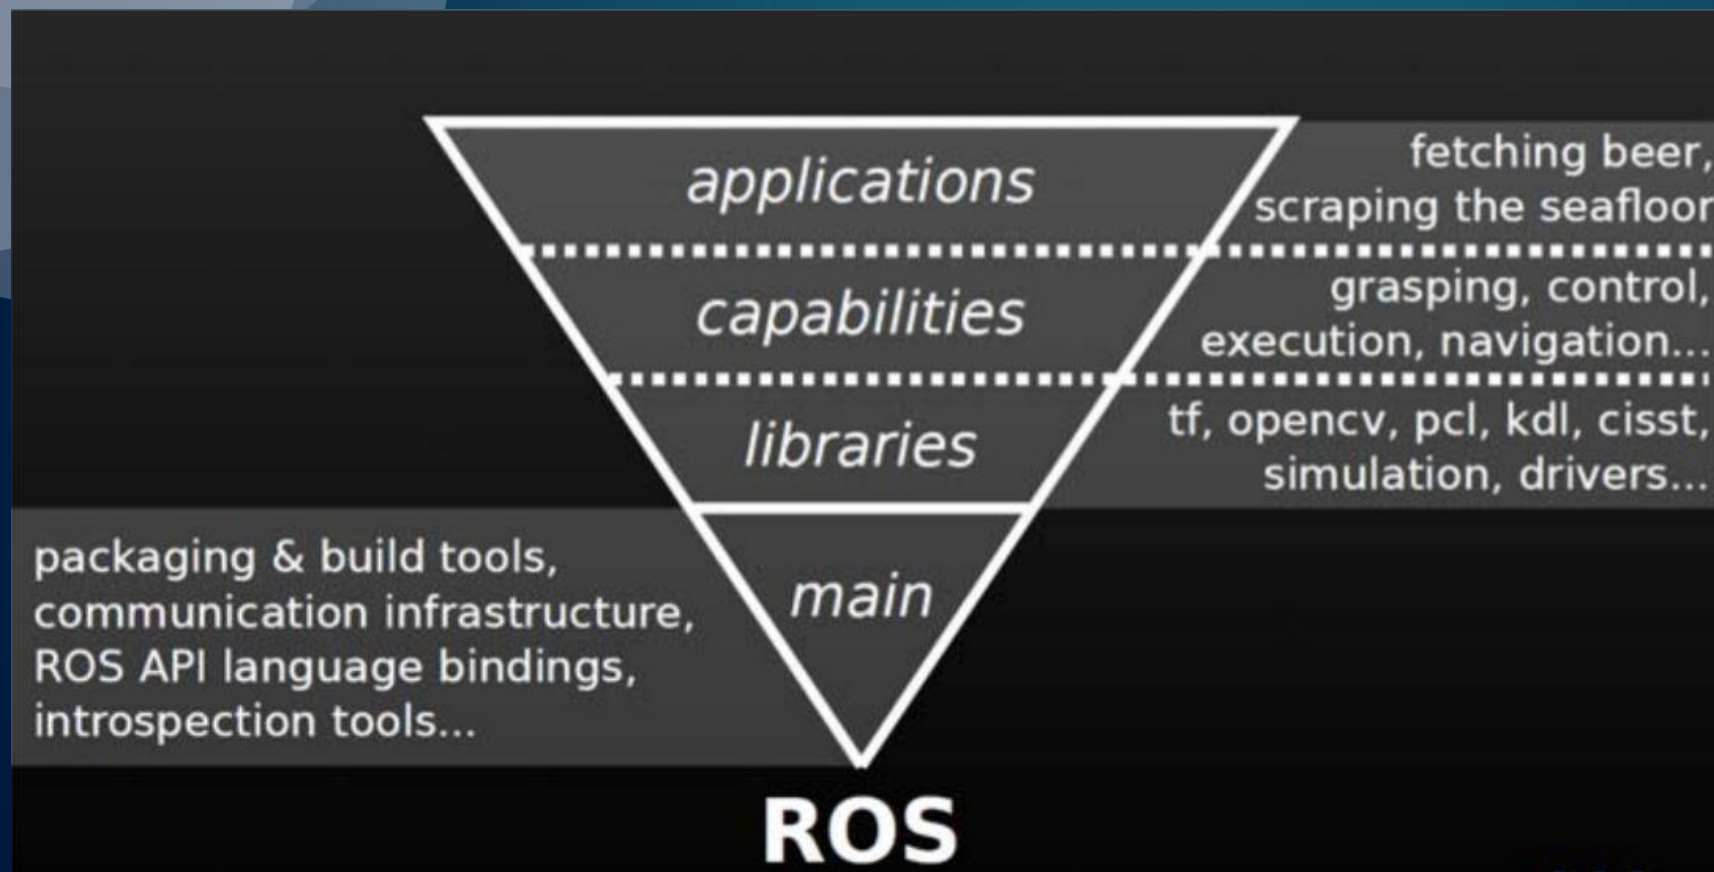 applications
fetching beer,
scraping the seafloor
capabilities
grasping, control,
execution, navigation...
libraries
tf, opencv, pcl, kdl, cisst,
simulation, drivers...
main
packaging & build tools,
communication infrastructure,
ROS API language bindings,
introspection tools...
ROS